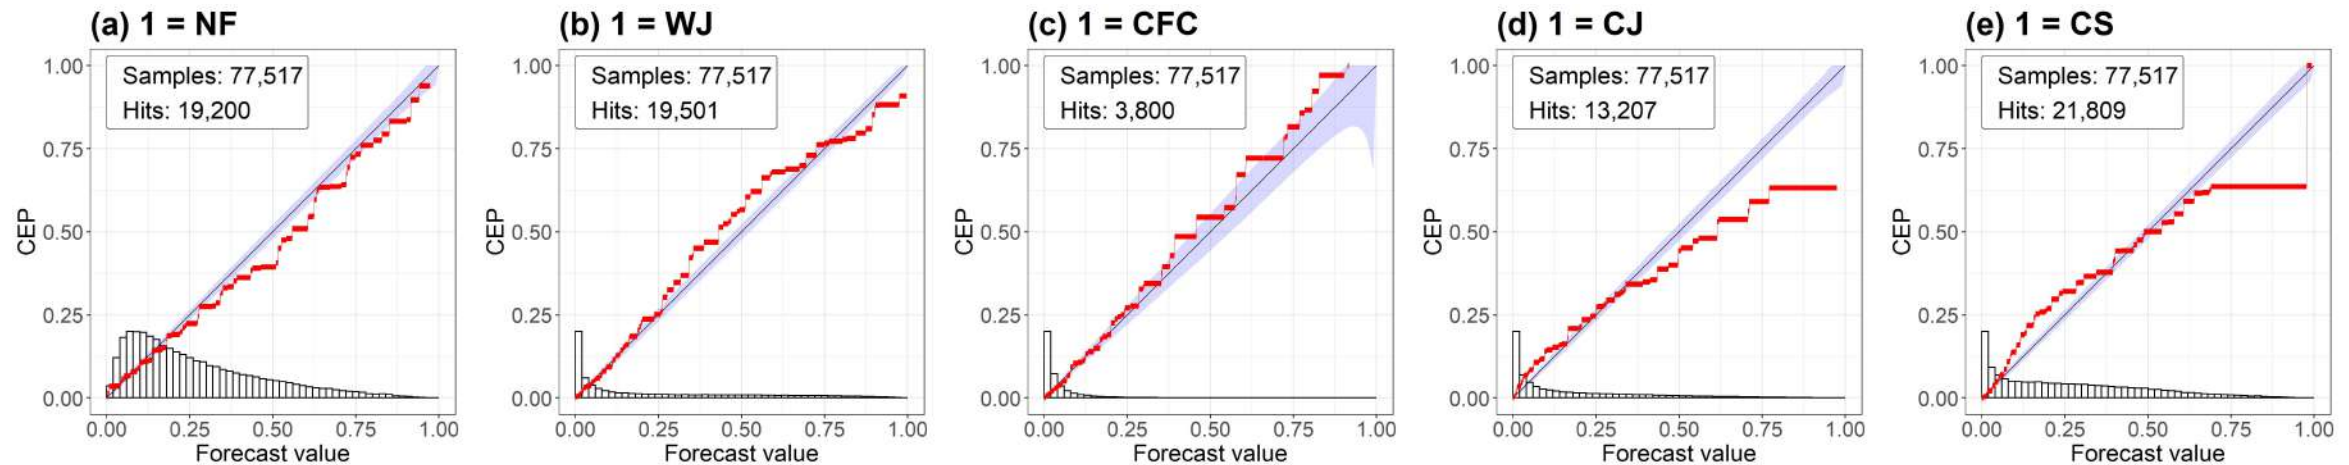 (a) 1 = NF
Samples: 77,517
Hits: 19,200
1.00
0.75
0.50
0.25
0.00
CEP
0.00 0.25 0.50 0.75 1.00
Forecast value
(b) 1 = WJ
Samples: 77,517
Hits: 19,501
1.00
0.75
0.50
0.25
0.00
CEP
0.00 0.25 0.50 0.75 1.00
Forecast value
(c) 1 = CFC
Samples: 77,517
Hits: 3,800
1.00
0.75
0.50
0.25
0.00
CEP
0.00 0.25 0.50 0.75 1.00
Forecast value
(d) 1 = CJ
Samples: 77,517
Hits: 13,207
1.00
0.75
0.50
0.25
0.00
CEP
0.00 0.25 0.50 0.75 1.00
Forecast value
(e) 1 = CS
Samples: 77,517
Hits: 21,809
1.00
0.75
0.50
0.25
0.00
CEP
0.00 0.25 0.50 0.75 1.00
Forecast value